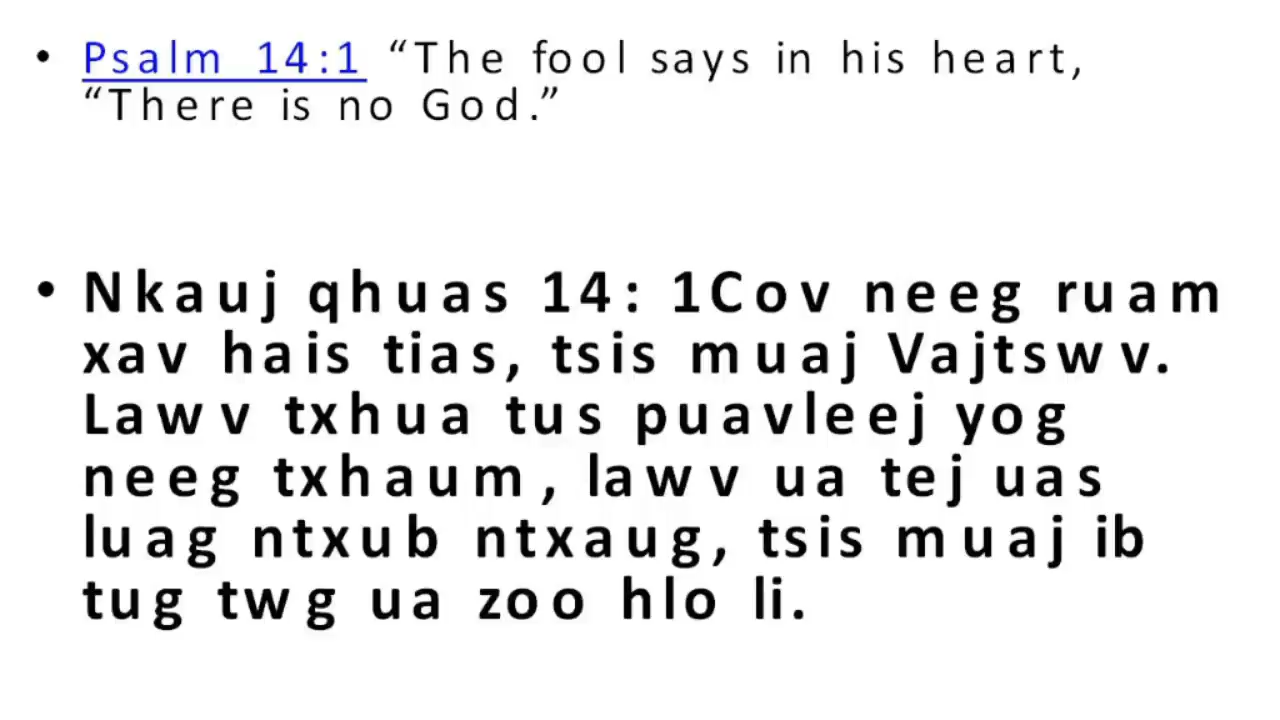 • Psalm 14:1 “The fool says in his heart,
“There is no God.”
• Nkauj qhuas 14: 1Cov neeg ruam
xav hais tias, tsis muaj Vajtswv.
Lawv txhua tus puavleej yog
neeg txhaum, lawv ua tej uas
luag ntxub ntxaug, tsis muaj ib
tug twg ua zoo hlo li.